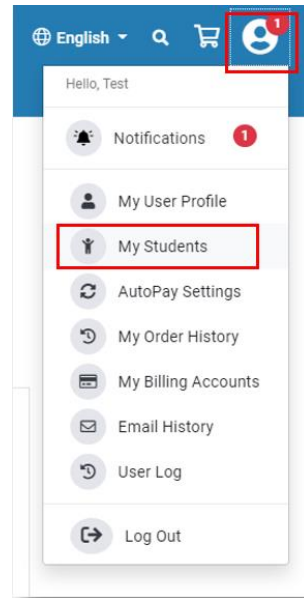 English
1
Hello, Test
Notifications 1
My User Profile
My Students
AutoPay Settings
My Order History
My Billing Accounts
Email History
User Log
Log Out